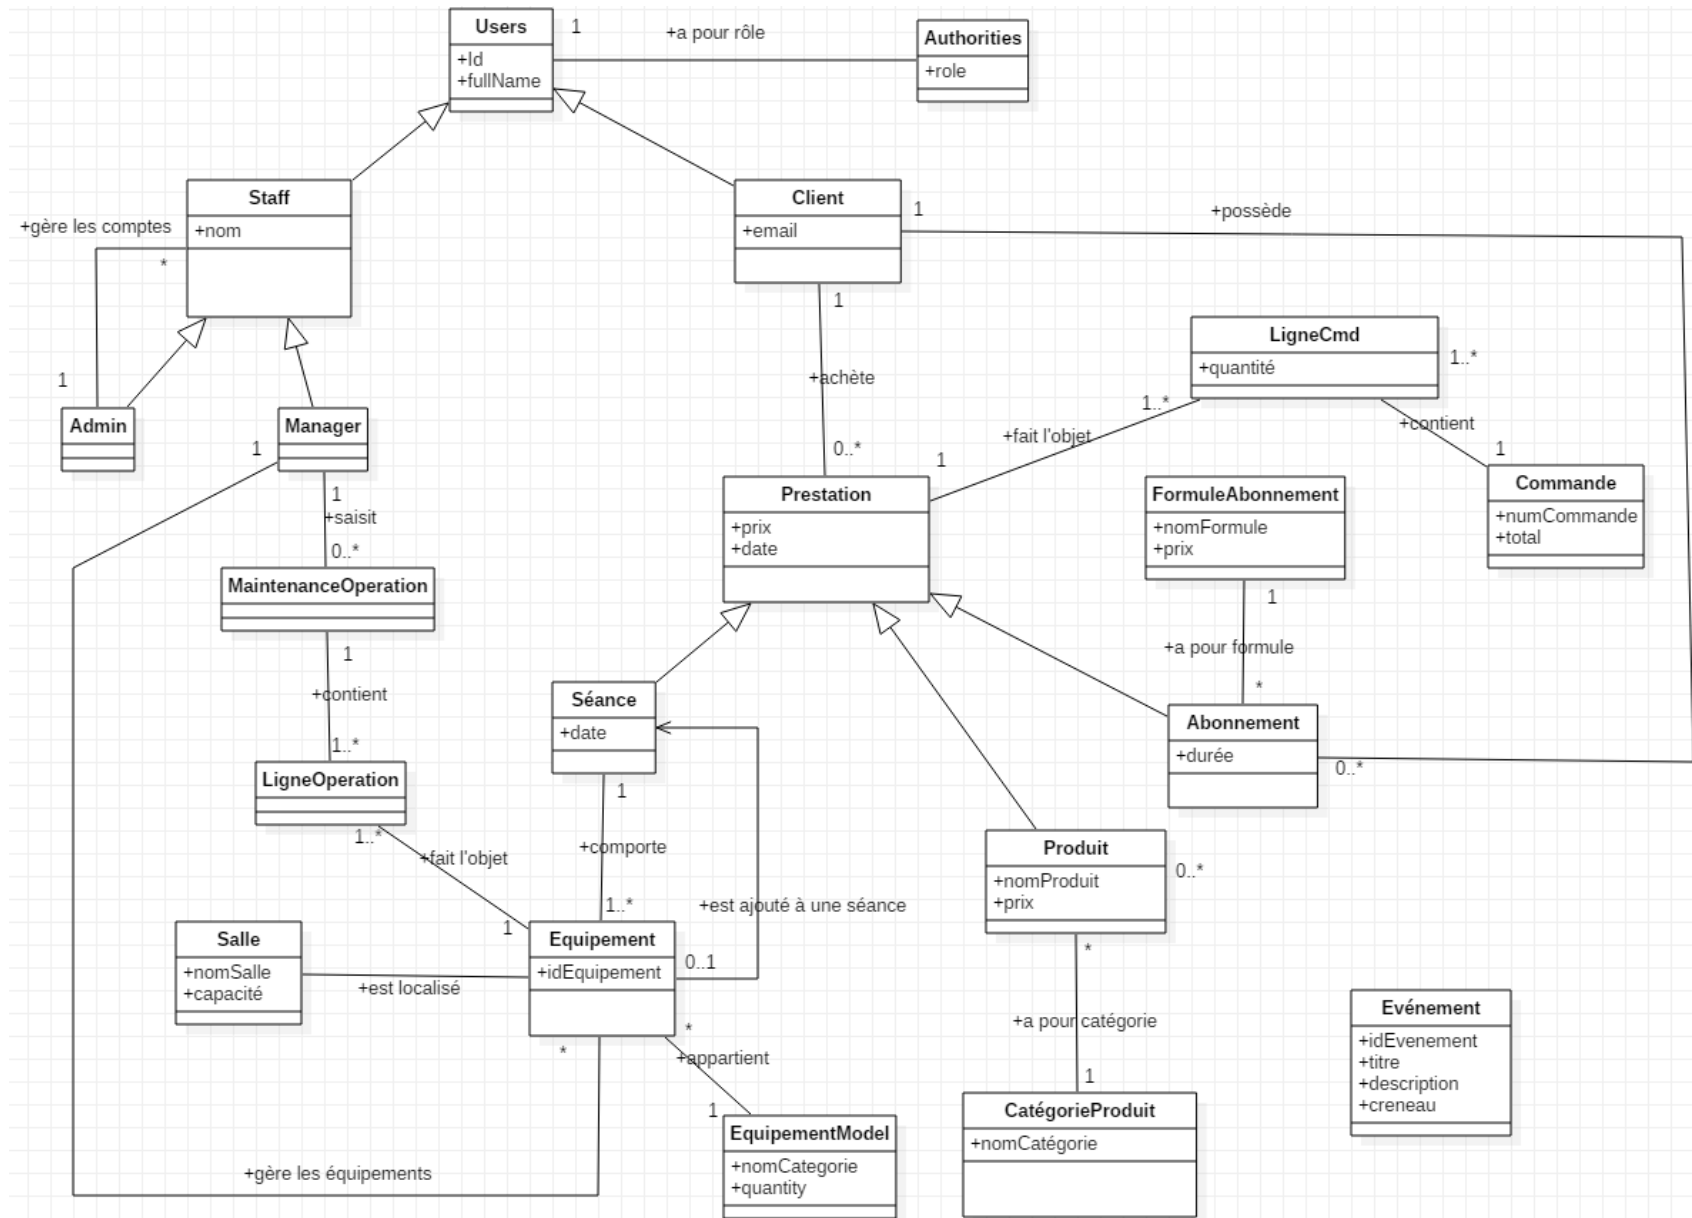 Users
+Id
+fullName
1
+a pour rôle
Authorities
+role
Staff
+nom
+gère les comptes
*
1
Client
+email
1
+possède
1
+achète
0..*
LigneCmd
+quantité
1..*
1..*
+fait l'objet
1
+contient
1
Admin
Manager
1
1
+saisit
0..*
Prestation
+prix
+date
FormuleAbonnement
+nomFormule
+prix
Commande
+numCommande
+total
MaintenanceOperation
1
+contient
1..*
1
+a pour formule
*
Séance
+date
Abonnement
+durée
0..*
LigneOperation
1..*
+fait l'objet
1
1
+comporte
1..*
+est ajouté à une séance
0..1
Produit
+nomProduit
+prix
0..*
Salle
+nomSalle
+capacité
+est localisé
Equipement
+idEquipement
*
*
+appartient
1
*
+a pour catégorie
1
Evénement
+idEvenement
+titre
+description
+creneau
EquipementModel
+nomCategorie
+quantity
CatégorieProduit
+nomCatégorie
+gère les équipements